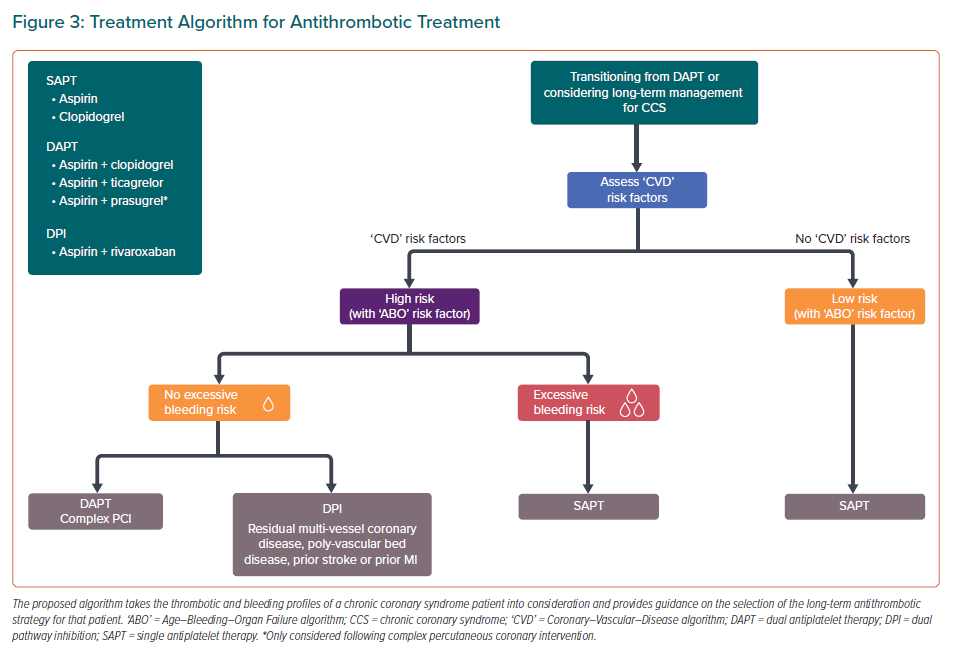 Figure 3: Treatment Algorithm for Antithrombotic Treatment
SAPT
• Aspirin
• Clopidogrel
DAPT
• Aspirin + clopidogrel
• Aspirin + ticagrelor
• Aspirin + prasugrel*
DPI
• Aspirin + rivaroxaban
Transitioning from DAPT or
considering long-term management
for CCS
Assess ‘CVD’
risk factors
‘CVD’ risk factors
No ‘CVD’ risk factors
High risk
(with ‘ABO’ risk factor)
Low risk
(with ‘ABO’ risk factor)
No excessive
bleeding risk
Excessive
bleeding risk
DAPT
Complex PCI
DPI
Residual multi-vessel coronary
disease, poly-vascular bed
disease, prior stroke or prior MI
SAPT
SAPT
The proposed algorithm takes the thrombotic and bleeding profiles of a chronic coronary syndrome patient into consideration and provides guidance on the selection of the long-term antithrombotic
strategy for that patient. ‘ABO’ = Age–Bleeding–Organ Failure algorithm; CCS = chronic coronary syndrome; ‘CVD’ = Coronary–Vascular–Disease algorithm; DAPT = dual antiplatelet therapy; DPI = dual
pathway inhibition; SAPT = single antiplatelet therapy. *Only considered following complex percutaneous coronary intervention.